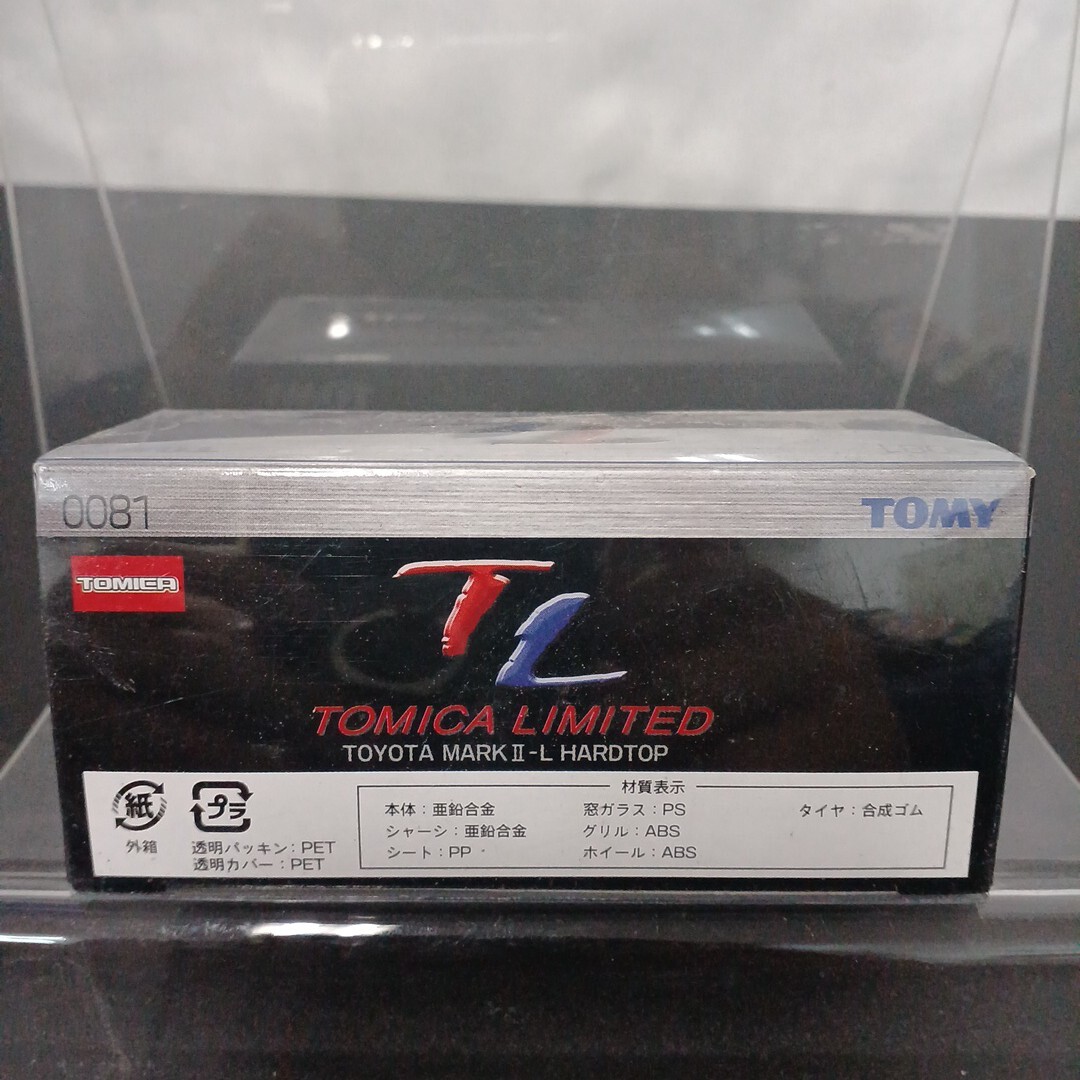 0081
TOMY
TOMICA
TL
TOMICA LIMITED
TOYOTA MARKⅡ-L HARDTOP
紙
外箱
プラ
透明パッキン:PET
透明カバー:PET
材質表示
本体:亜鉛合金
シャーシ:亜鉛合金
シート:PP
窓ガラス:PS
グリル:ABS
ホイール:ABS
タイヤ:合成ゴム